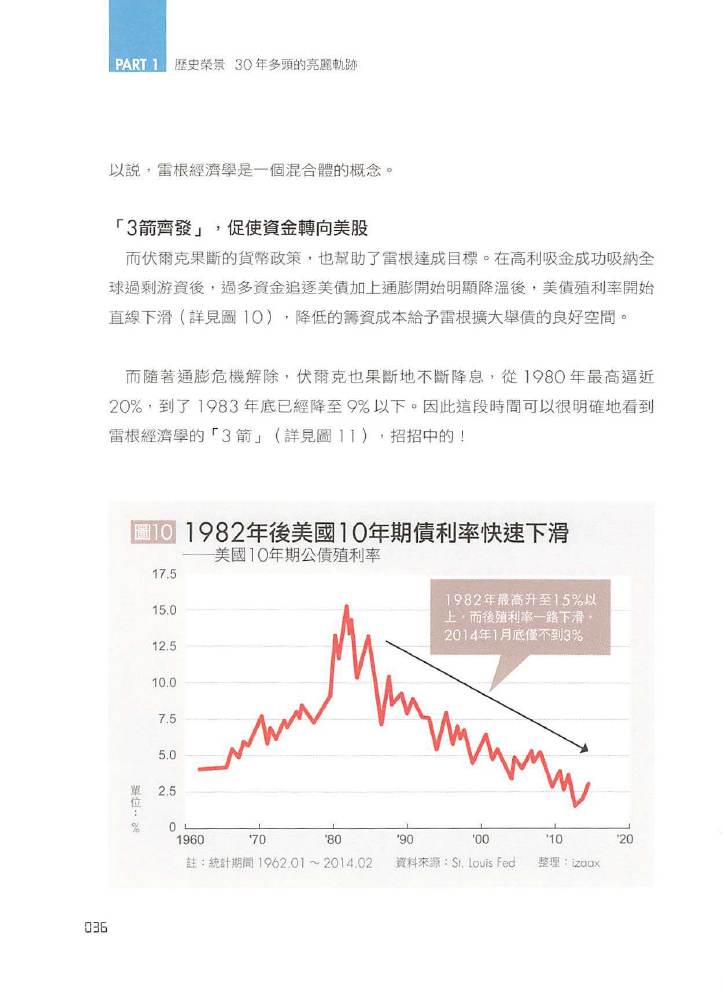 PART 1 歷史榮景 30年多頭的亮麗軌跡
以說，雷根經濟學是一個混合體的概念。
「3箭齊發」，促使資金轉向美股
而伏爾克果斷的貨幣政策，也幫助了雷根達成目標。在高利吸金成功吸納全
球過剩游資後，過多資金追逐美債加上通膨開始明顯降溫後，美債殖利率開始
直線下滑（詳見圖10），降低的籌資成本給予雷根擴大舉債的良好空間。
而隨著通膨危機解除，伏爾克也果斷地不斷降息，從1980年最高逼近
20%，到了1983年底已經降至9%以下。因此這段時間可以很明確地看到
雷根經濟學的「3箭」（詳見圖11），招招中的！
圖10 1982年後美國10年期債利率快速下滑
——美國10年期公債殖利率
17.5
1982年最高升至15%以
上，而後殖利率一路下滑，
2014年1月底僅不到3%
15.0
12.5
10.0
7.5
5.0
2.5
0
單位：%
1960 '70 '80 '90 '00 '10 '20
註：統計期間1962.01～2014.02 資料來源：St. Louis Fed 整理：izaax
036